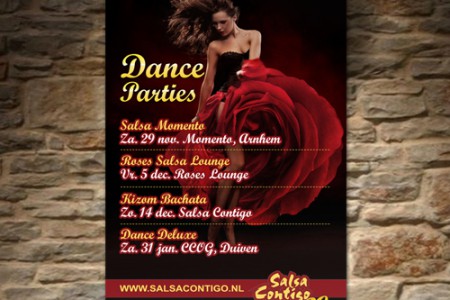 Dance
Parties
Salsa Momento
Za. 29 nov. Momento, Arnhem
Roses Salsa Lounge
Vr. 5 dec. Roses Lounge
Kizom Bachata
Zo. 14 dec. Salsa Contigo
Dance Deluxe
Za. 31 jan. CCOG, Duiven
WWW.SALSACONTIGO.NL
Salsa
Contigo